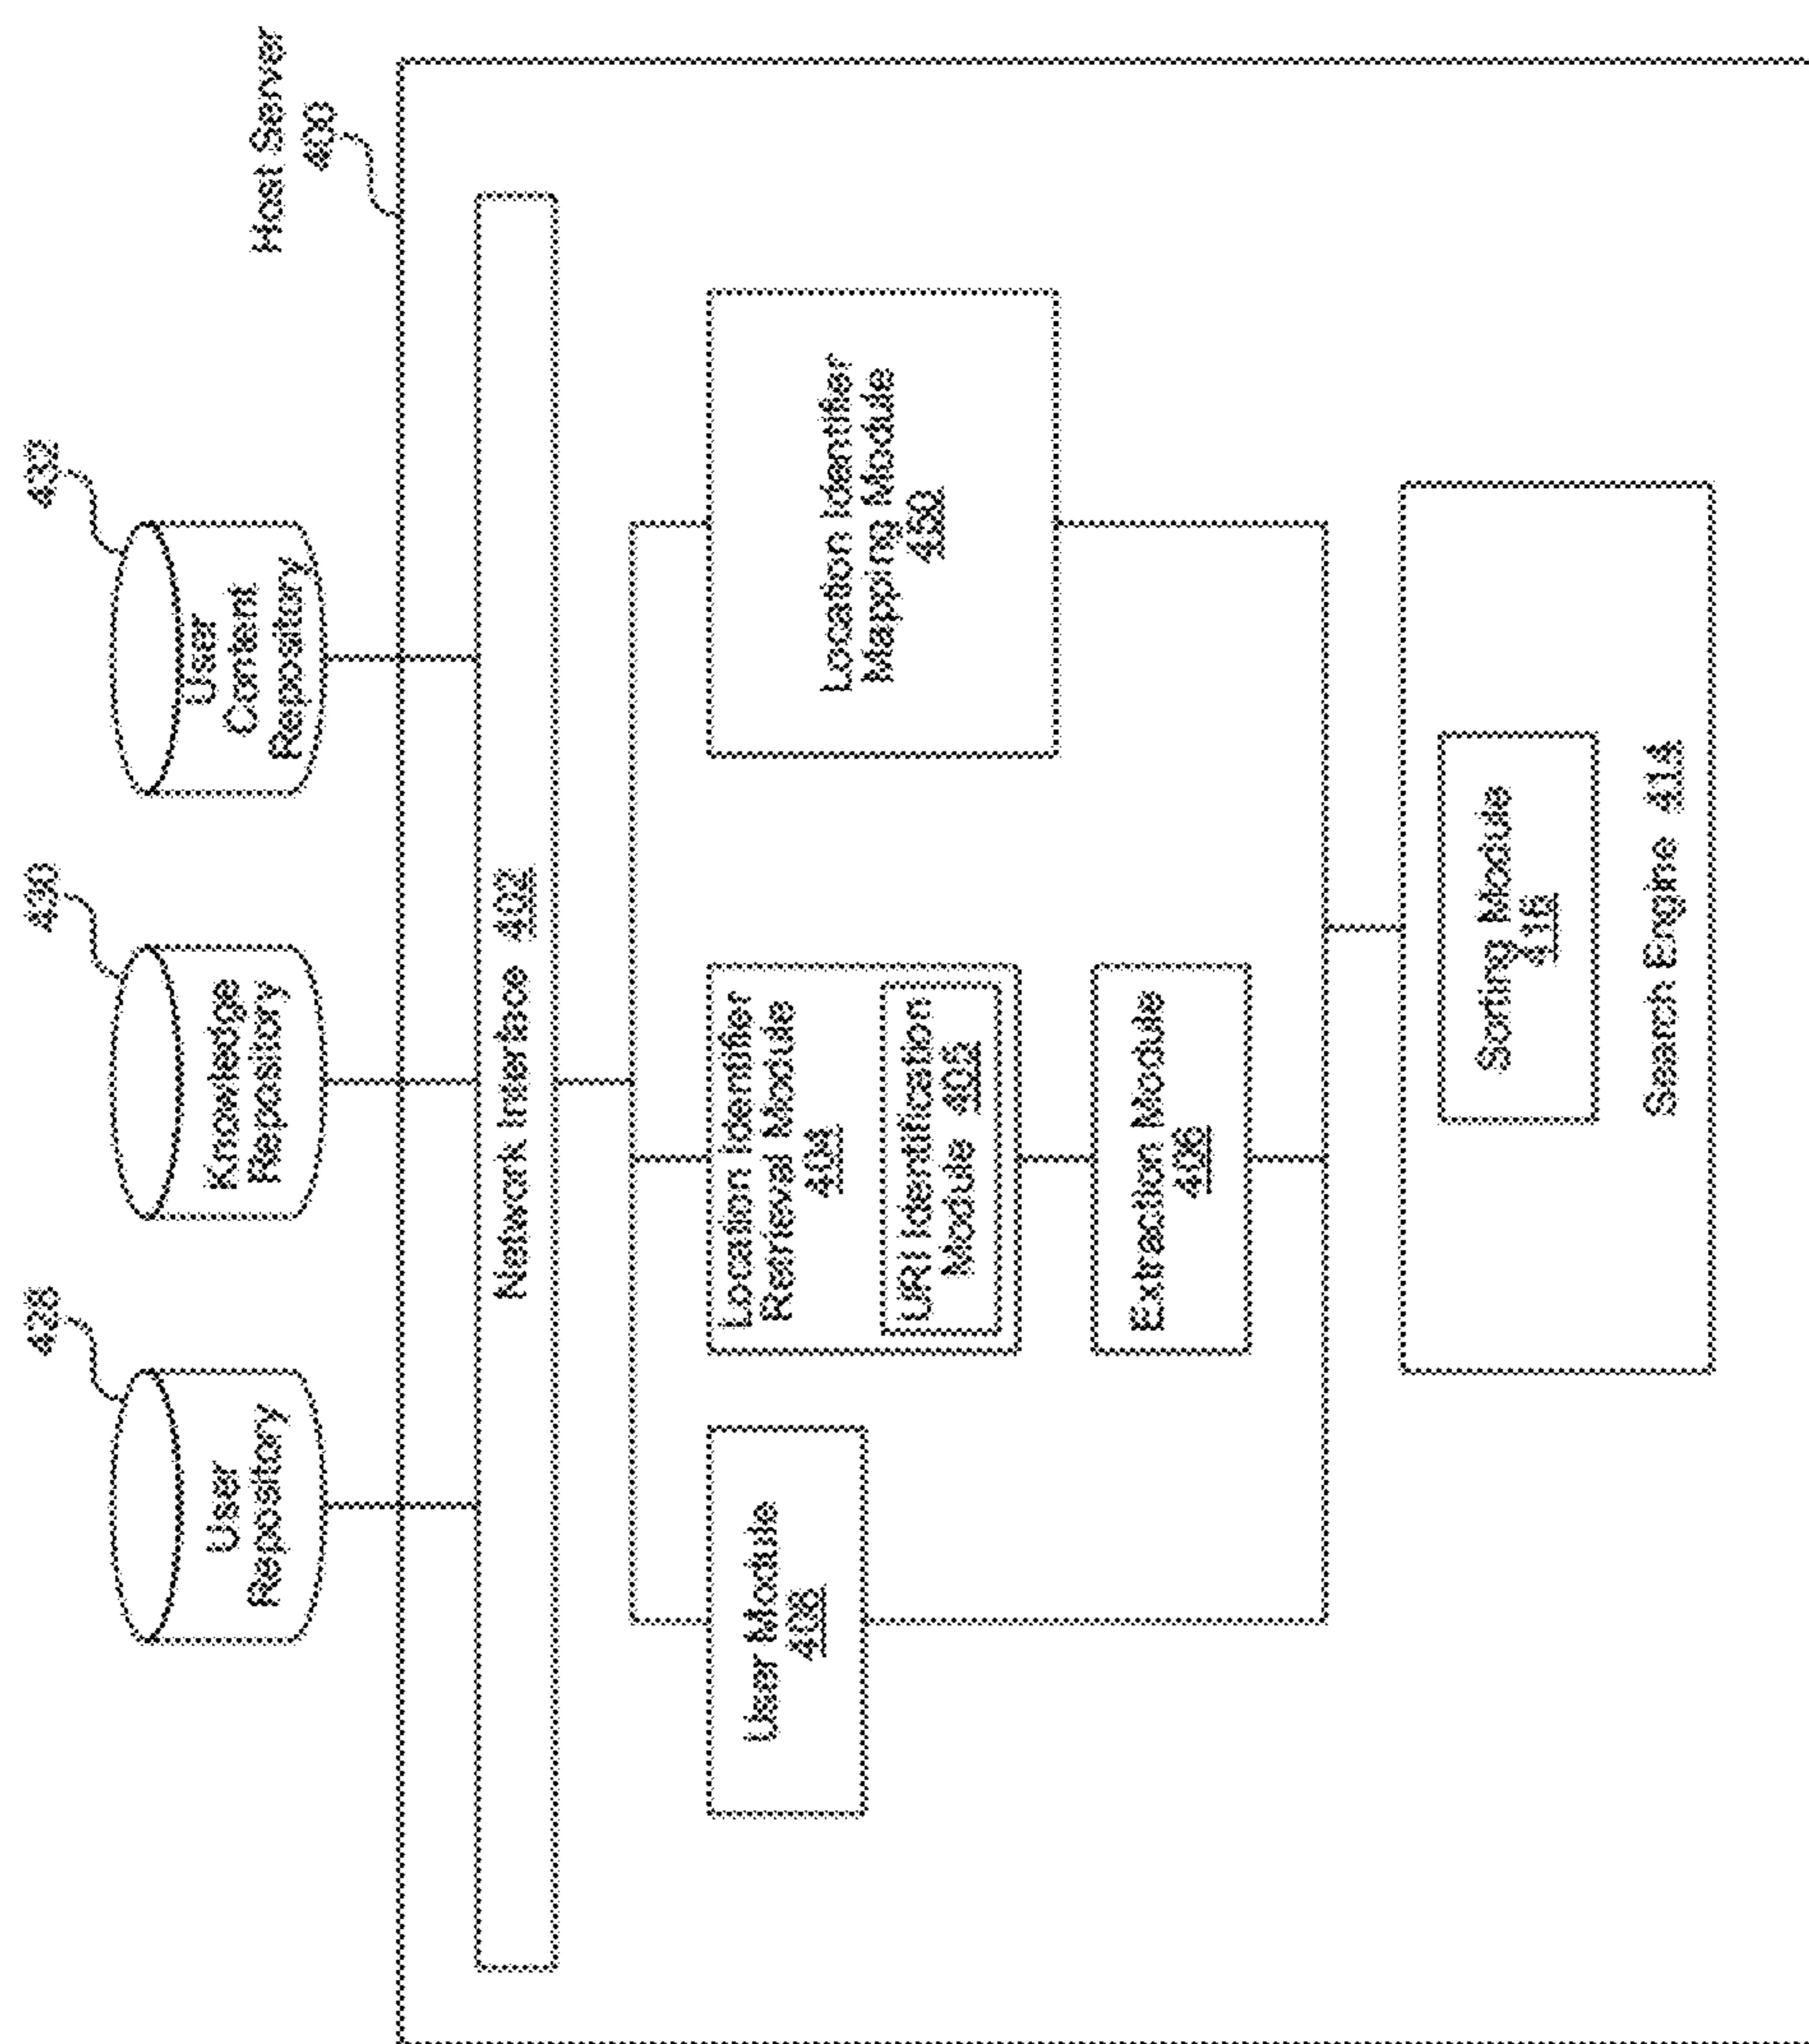 428
430
432
User
Repository
Knowledge
Repository
User
Content
Repository
Host Server
400
Network Interface 402
User Module
Location Identifier
Retrieval Module
404
URI Identification
Module
Extraction Module
406
Location Identifier
Mapping Module
450
Sorting Module
Search Engine 414